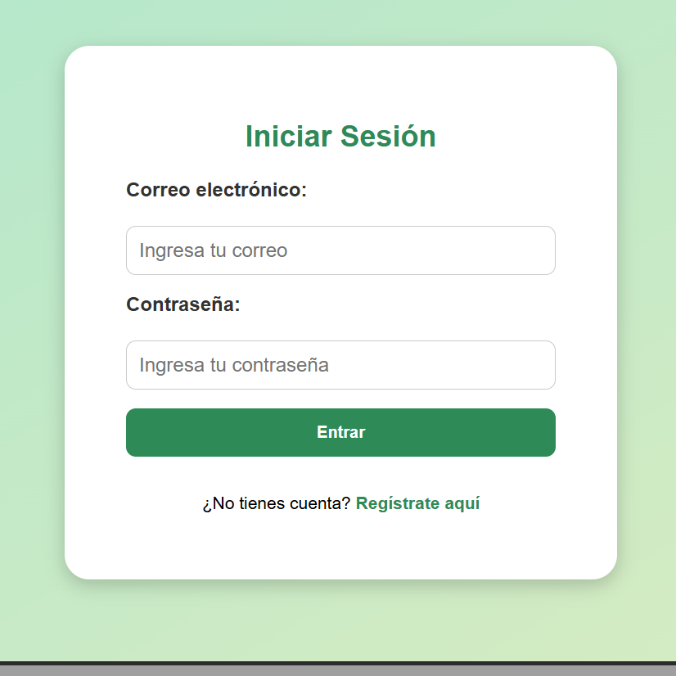 Iniciar Sesión
Correo electrónico:
Ingresa tu correo
Contraseña:
Ingresa tu contraseña
Entrar
¿No tienes cuenta? Regístrate aquí